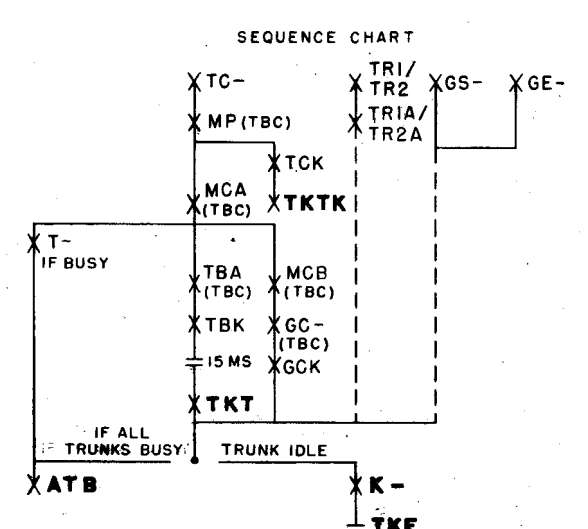 SEQUENCE CHART
TC-
TR1/
TR2
GS-
GE-
MP (TBC)
TR1A/
TR2A
TCK
MCA
(TBC)
TKTK
T-
IF BUSY
TBA
(TBC)
MCB
(TBC)
TBK
GC-
(TBC)
15 MS
GCK
TKT
IF ALL
TRUNKS BUSY
TRUNK IDLE
ATB
K-